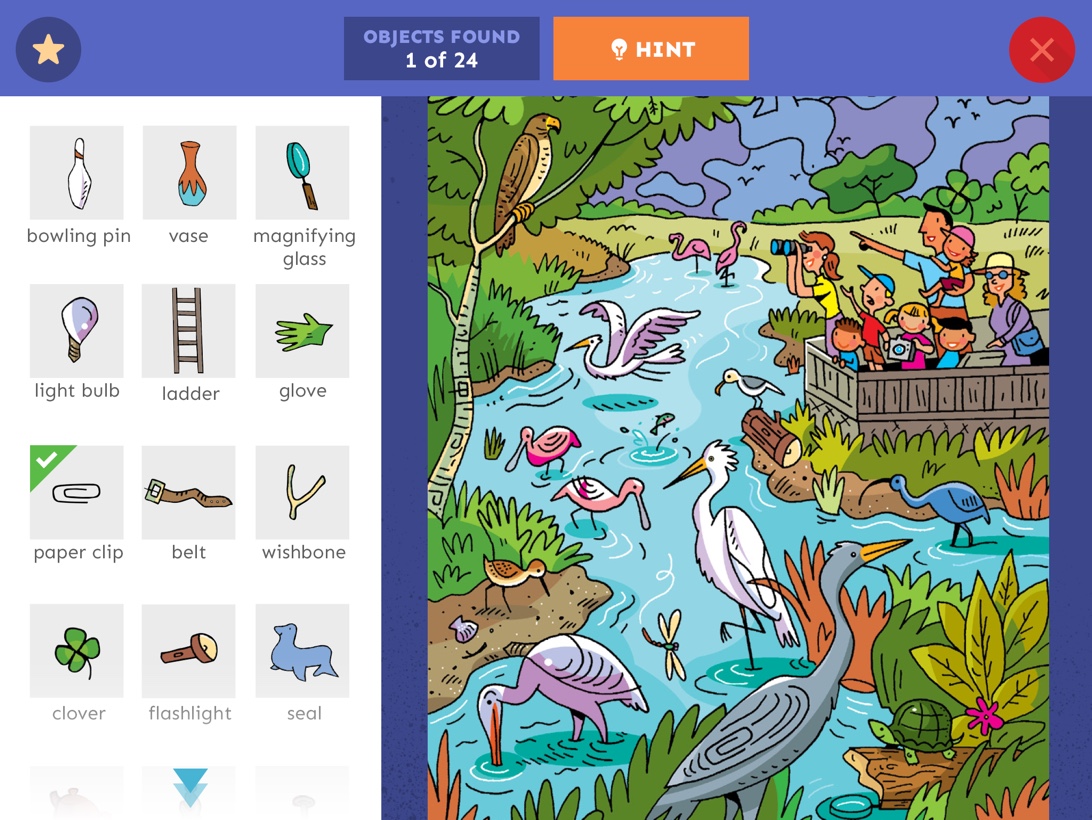 OBJECTS FOUND
1 of 24
HINT
bowling pin
vase
magnifying
glass
light bulb
ladder
glove
paper clip
belt
wishbone
clover
flashlight
seal